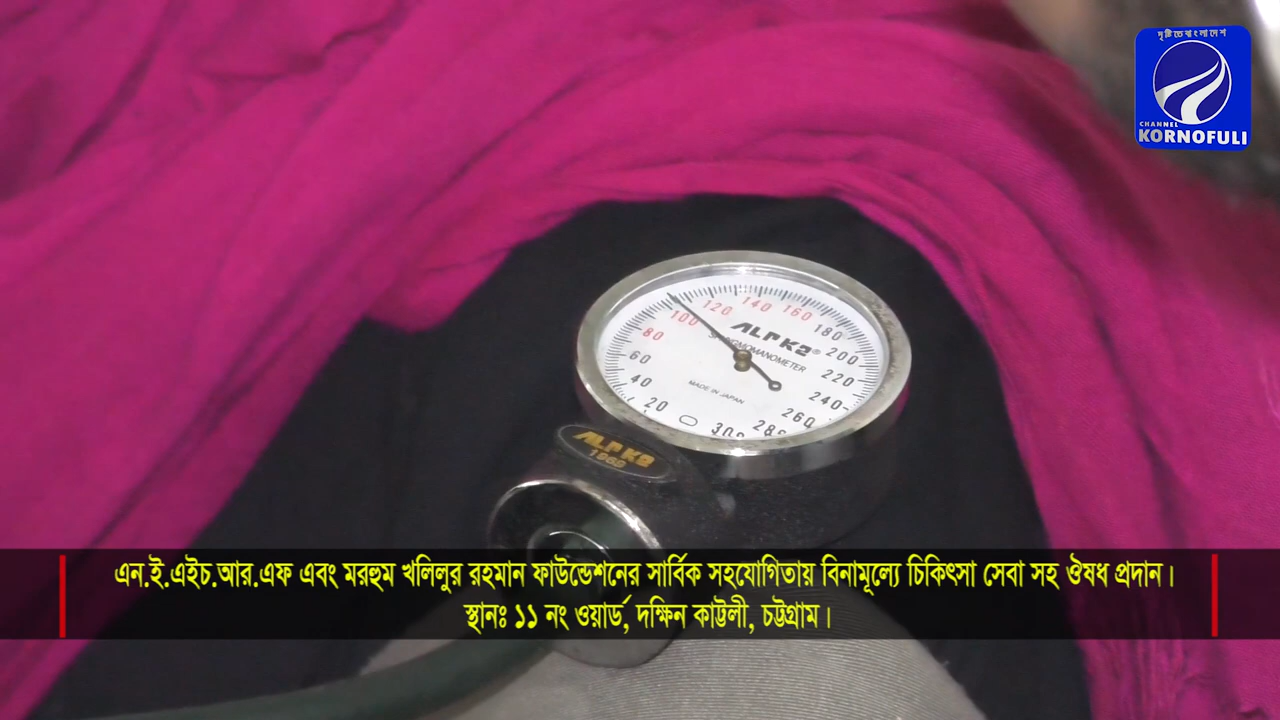 দৃষ্টিতে বাংলাদেশ
CHANNEL
KORNOFULI
120 140 160 180 200 220 240 260
100 80 60 40 20
ALPK2®
SPHYGMOMANOMETER
MADE IN JAPAN
ALPK2
এন.ই.এইচ.আর.এফ এবং মরহুম খলিলুর রহমান ফাউন্ডেশনের সার্বিক সহযোগিতায় বিনামূল্যে চিকিৎসা সেবা সহ ঔষধ প্রদান।
স্থানঃ ১১ নং ওয়ার্ড, দক্ষিন কাট্টলী, চট্টগ্রাম।